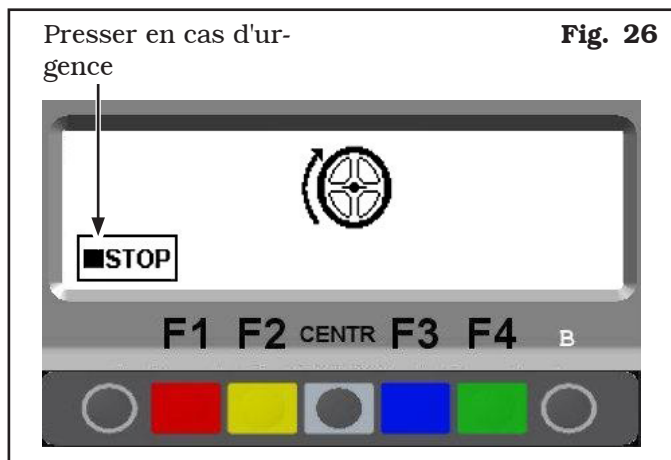 Presser en cas d'ur-
gence
Fig. 26
STOP
F1 F2 CENTR F3 F4 B